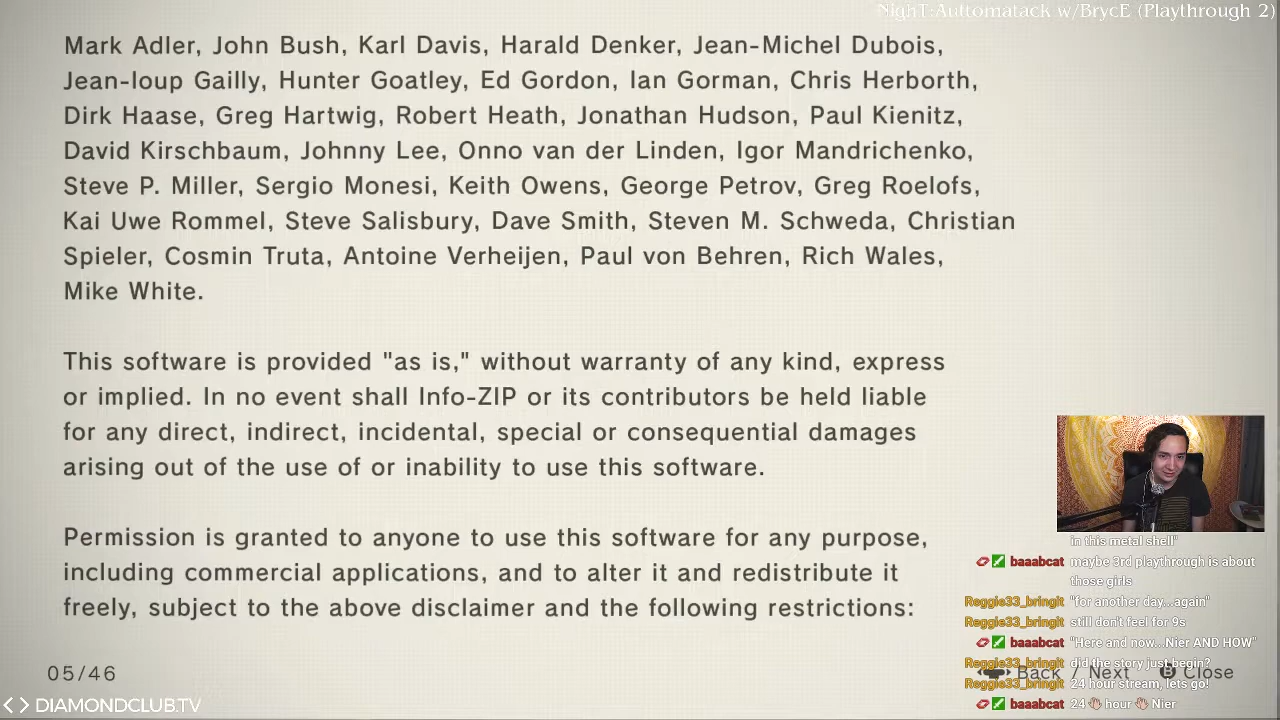 NighT:Auttomatack w/BrycE (Playthrough 2)
Mark Adler, John Bush, Karl Davis, Harald Denker, Jean-Michel Dubois,
Jean-loup Gailly, Hunter Goatley, Ed Gordon, Ian Gorman, Chris Herborth,
Dirk Haase, Greg Hartwig, Robert Heath, Jonathan Hudson, Paul Kienitz,
David Kirschbaum, Johnny Lee, Onno van der Linden, Igor Mandrichenko,
Steve P. Miller, Sergio Monesi, Keith Owens, George Petrov, Greg Roelofs,
Kai Uwe Rommel, Steve Salisbury, Dave Smith, Steven M. Schweda, Christian
Spieler, Cosmin Truta, Antoine Verheijen, Paul von Behren, Rich Wales,
Mike White.
This software is provided "as is," without warranty of any kind, express
or implied. In no event shall Info-ZIP or its contributors be held liable
for any direct, indirect, incidental, special or consequential damages
arising out of the use of or inability to use this software.
Permission is granted to anyone to use this software for any purpose,
including commercial applications, and to alter it and redistribute it
freely, subject to the above disclaimer and the following restrictions:
in this metal shell"
baaabcat maybe 3rd playthrough is about
those girls
Reggie33_bringit "for another day...again"
Reggie33_bringit still don't feel for 9s
baaabcat "Here and now...Nier AND HOW"
Reggie33_bringit did the story just begin?
Reggie33_bringit 24 hour stream, lets go!
baaabcat 24 👏 hour 👏 Nier
05/46
Back / Next B Close
DIAMONDCLUB.TV